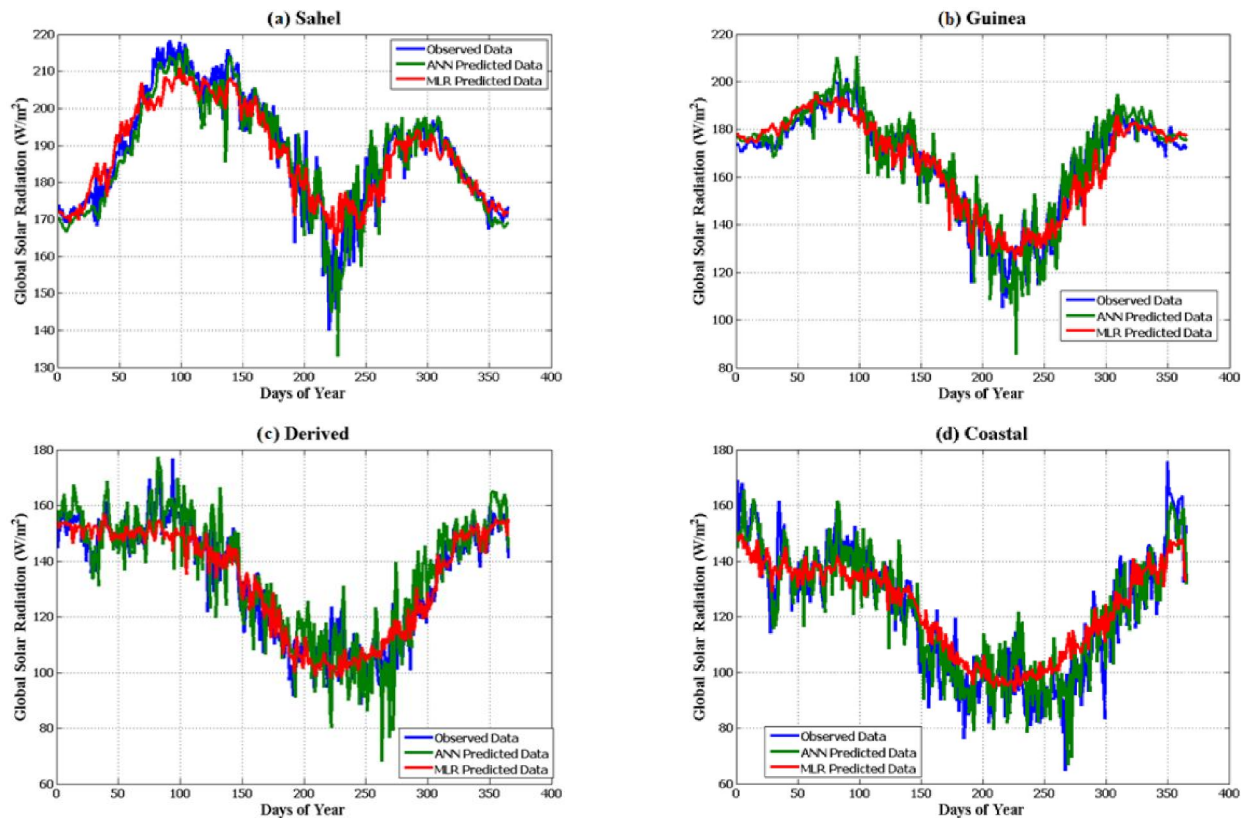 (a) Sahel
Global Solar Radiation (W/m²)
220
210
200
190
180
170
160
150
140
130
0 50 100 150 200 250 300 350 400
Days of Year
Observed Data
ANN Predicted Data
MLR Predicted Data
(b) Guinea
Global Solar Radiation (W/m²)
220
200
180
160
140
120
100
80
0 50 100 150 200 250 300 350 400
Days of Year
Observed Data
ANN Predicted Data
MLR Predicted Data
(c) Derived
Global Solar Radiation (W/m²)
180
160
140
120
100
80
60
0 50 100 150 200 250 300 350 400
Days of Year
Observed Data
ANN Predicted Data
MLR Predicted Data
(d) Coastal
Global Solar Radiation (W/m²)
180
160
140
120
100
80
60
0 50 100 150 200 250 300 350 400
Days of Year
Observed Data
ANN Predicted Data
MLR Predicted Data